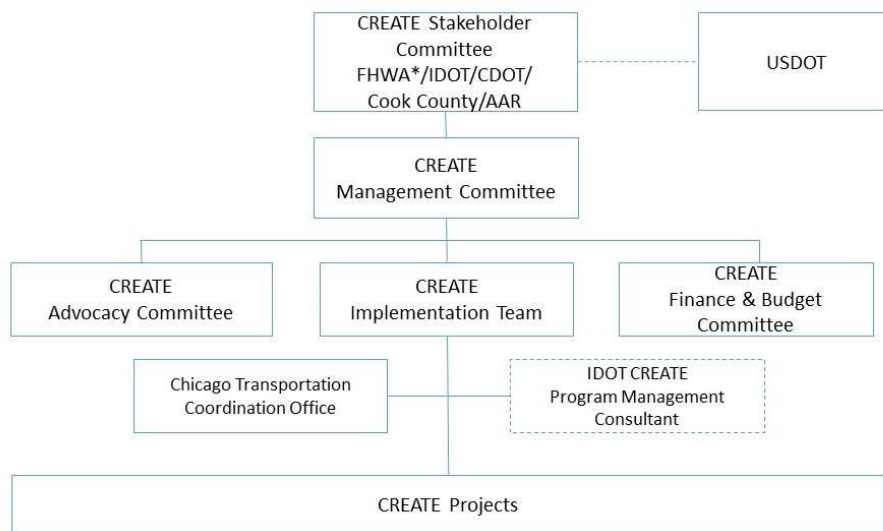 CREATE Stakeholder
Committee
FHWA*/IDOT/CDOT/
Cook County/AAR
USDOT
CREATE
Management Committee
CREATE
Advocacy Committee
CREATE
Implementation Team
CREATE
Finance & Budget
Committee
Chicago Transportation
Coordination Office
IDOT CREATE
Program Management
Consultant
CREATE Projects